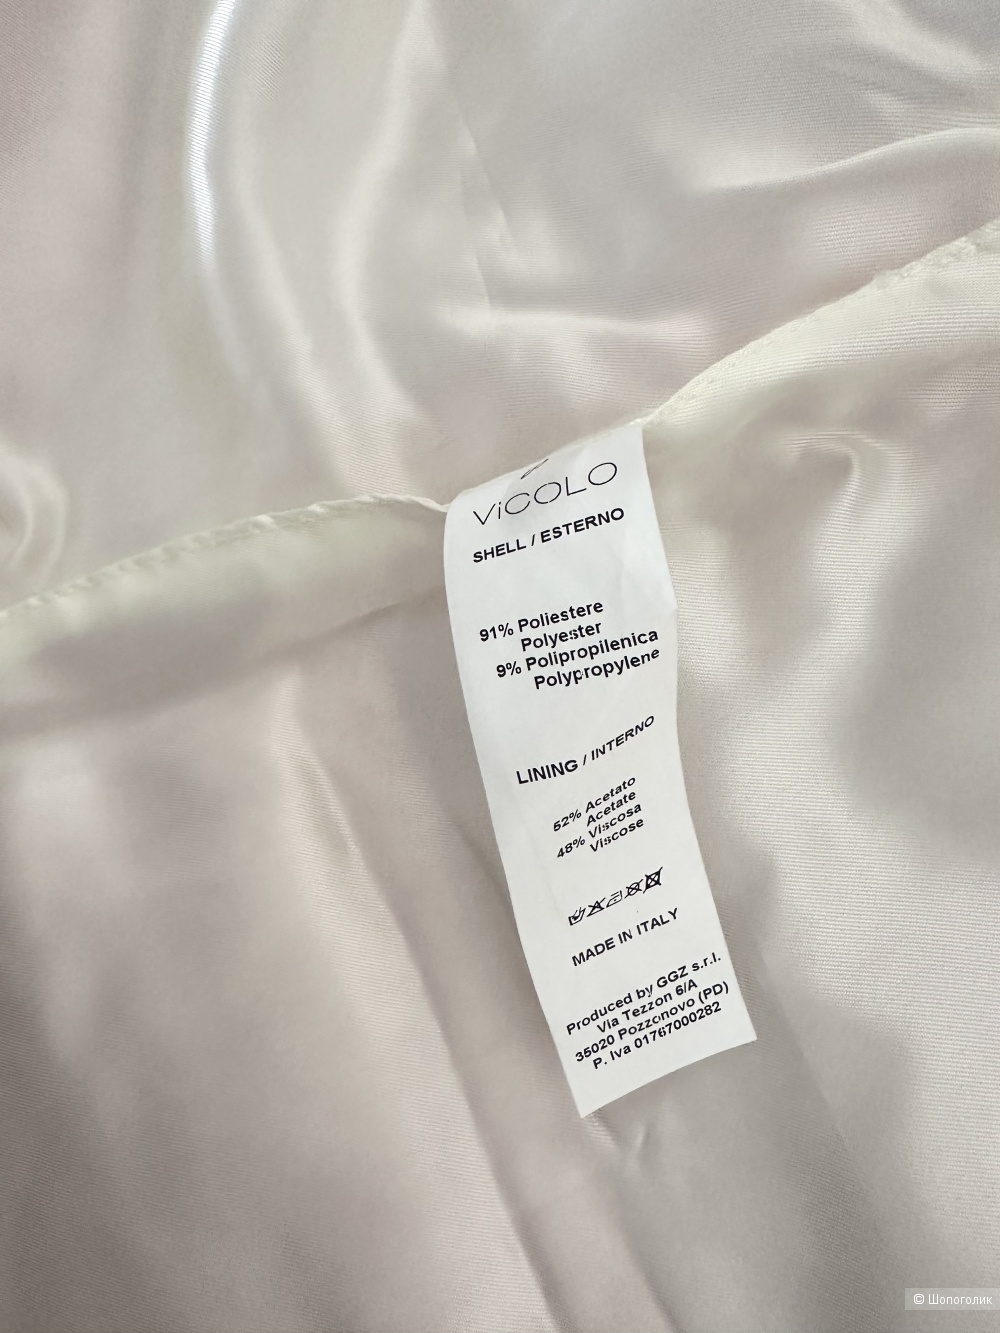 ViCOLO
SHELL / ESTERNO
91% Poliestere
Polyester
9% Polipropilenica
Polypropylene
LINING / INTERNO
52% Acetato
Acetate
48% Viscosa
Viscose
MADE IN ITALY
Produced by GGZ s.r.l.
Via Tezzon 6/A
35020 Pozzonovo (PD)
P. Iva 01767000282
© Шопоголик